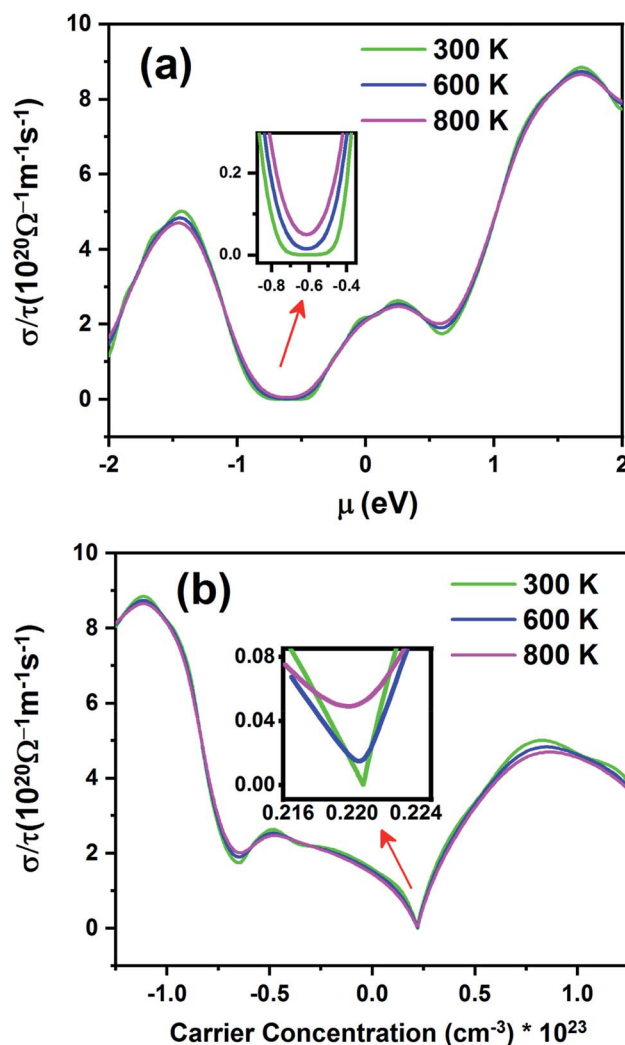 10
(a)
300 K
600 K
800 K
8
6
4
2
0
σ/τ(10²⁰Ω⁻¹m⁻¹s⁻¹)
0.2
0.0
-0.8 -0.6 -0.4
-2 -1 0 1 2
μ (eV)
10
(b)
300 K
600 K
800 K
8
6
4
2
0
σ/τ(10²⁰Ω⁻¹m⁻¹s⁻¹)
0.08
0.04
0.00
0.216 0.220 0.224
-1.0 -0.5 0.0 0.5 1.0
Carrier Concentration (cm⁻³) * 10²³